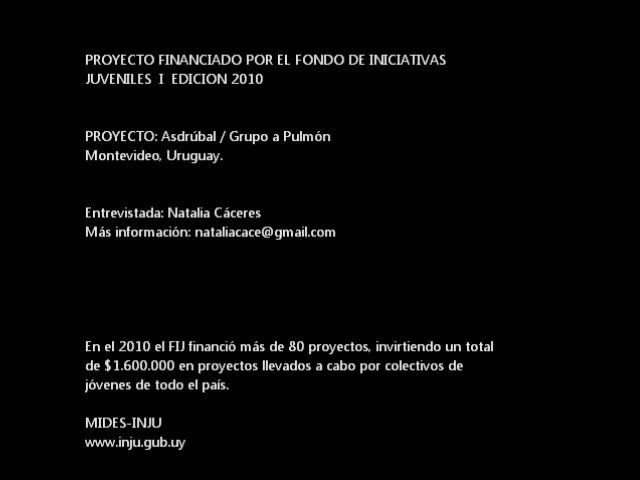 PROYECTO FINANCIADO POR EL FONDO DE INICIATIVAS
JUVENILES I EDICION 2010
PROYECTO: Asdrúbal / Grupo a Pulmón
Montevideo, Uruguay.
Entrevistada: Natalia Cáceres
Más información: nataliacace@gmail.com
En el 2010 el FIJ financió más de 80 proyectos, invirtiendo un total
de $1.600.000 en proyectos llevados a cabo por colectivos de
jóvenes de todo el país.
MIDES-INJU
www.inju.gub.uy